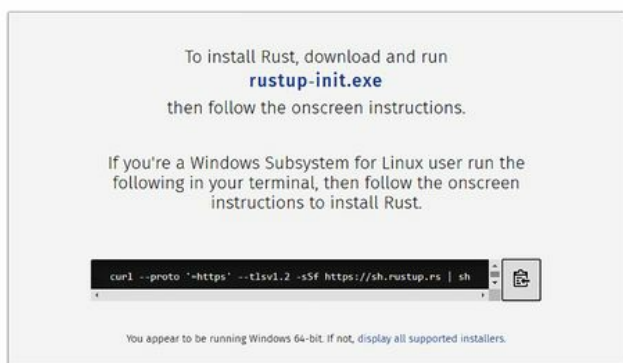 To install Rust, download and run
rustup-init.exe
then follow the onscreen instructions.
If you're a Windows Subsystem for Linux user run the
following in your terminal, then follow the onscreen
instructions to install Rust.
curl --proto '=https' --tlsv1.2 -sSf https://sh.rustup.rs | sh
You appear to be running Windows 64-bit. If not, display all supported installers.